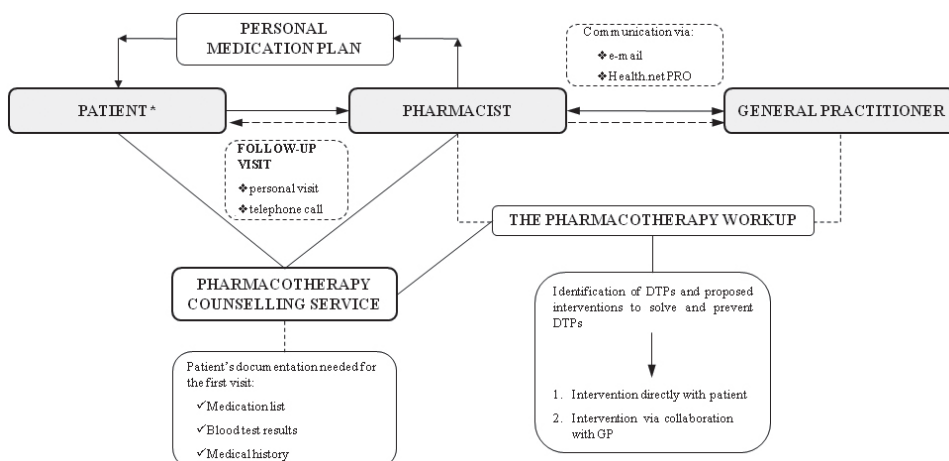 PERSONAL
MEDICATION PLAN
Communication via:
❖e-mail
❖Health.net PRO
PATIENT *
PHARMACIST
GENERAL PRACTITIONER
FOLLOW-UP
VISIT
❖personal visit
❖telephone call
THE PHARMACOTHERAPY WORKUP
PHARMACOTHERAPY
COUNSELLING SERVICE
Identification of DTPs and proposed
interventions to solve and prevent
DTPs
1. Intervention directly with patient
2. Intervention via collaboration
with GP
Patient’s documentation needed for
the first visit:
✓Medication list
✓Blood test results
✓Medical history